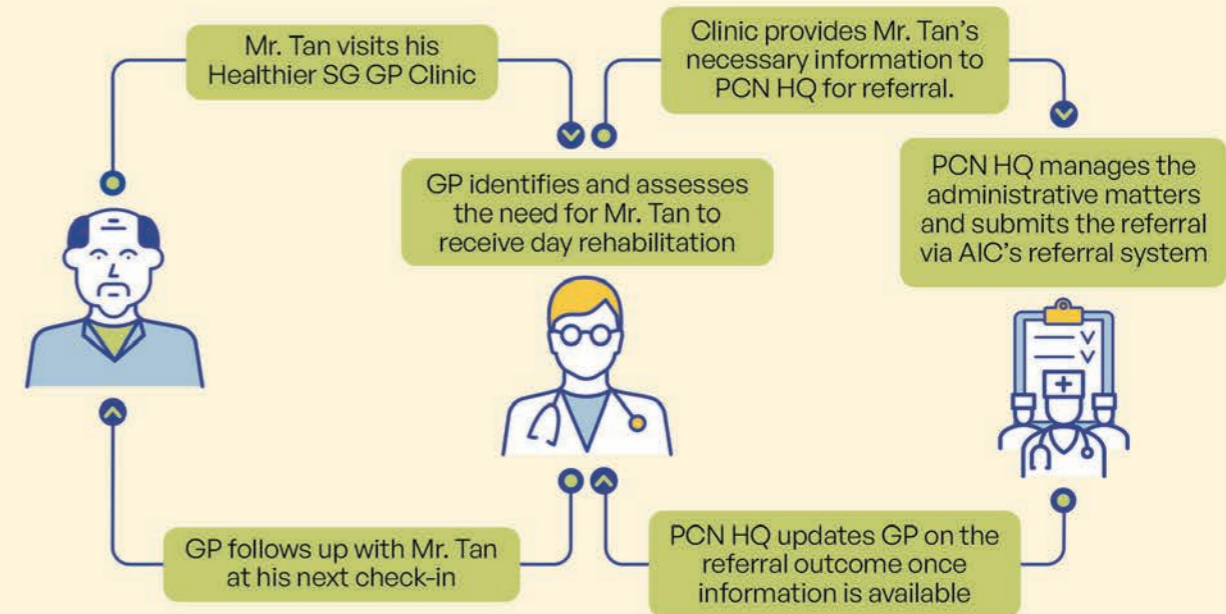 Mr. Tan visits his
Healthier SG GP Clinic
Clinic provides Mr. Tan's
necessary information to
PCN HQ for referral.
GP identifies and assesses
the need for Mr. Tan to
receive day rehabilitation
PCN HQ manages the
administrative matters
and submits the referral
via AIC's referral system
PCN HQ updates GP on the
referral outcome once
information is available
GP follows up with Mr. Tan
at his next check-in